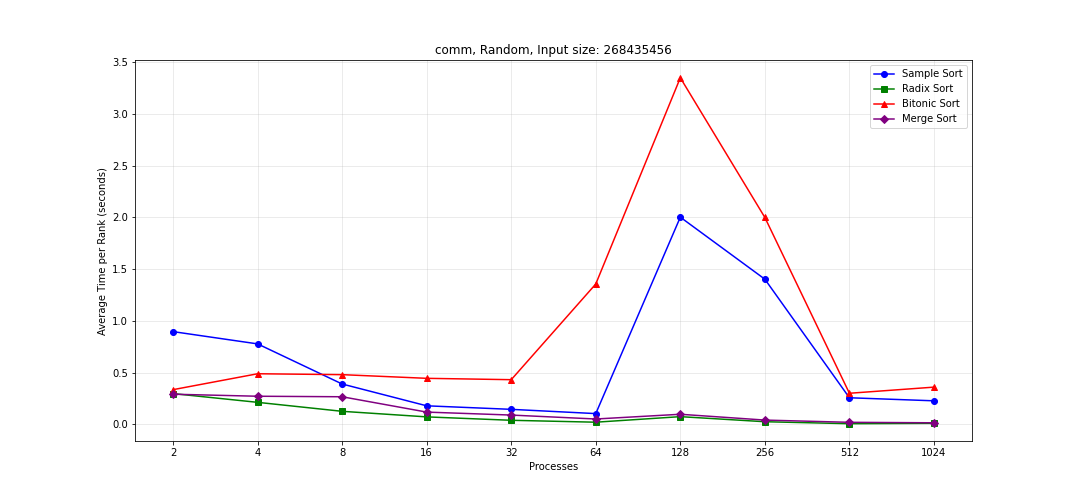 comm, Random, Input size: 268435456
3.5
3.0
2.5
2.0
1.5
1.0
0.5
0.0
Average Time per Rank (seconds)
Sample Sort
Radix Sort
Bitonic Sort
Merge Sort
2 4 8 16 32 64 128 256 512 1024
Processes